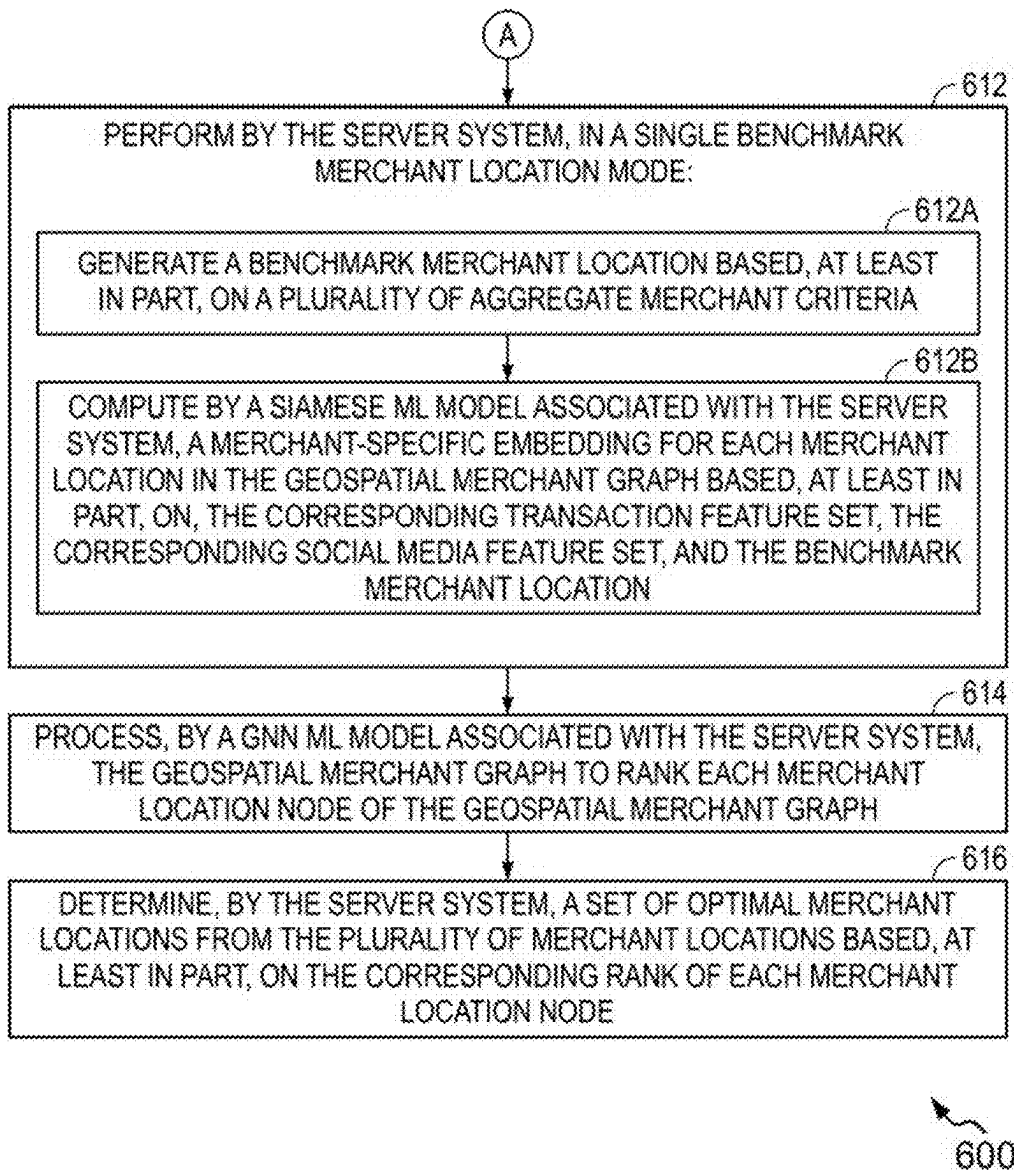 A
612
PERFORM BY THE SERVER SYSTEM, IN A SINGLE BENCHMARK
MERCHANT LOCATION MODE:
612A
GENERATE A BENCHMARK MERCHANT LOCATION BASED, AT LEAST
IN PART, ON A PLURALITY OF AGGREGATE MERCHANT CRITERIA
612B
COMPUTE BY A SIAMESE ML MODEL ASSOCIATED WITH THE SERVER
SYSTEM, A MERCHANT-SPECIFIC EMBEDDING FOR EACH MERCHANT
LOCATION IN THE GEOSPATIAL MERCHANT GRAPH BASED, AT LEAST IN
PART, ON, THE CORRESPONDING TRANSACTION FEATURE SET, THE
CORRESPONDING SOCIAL MEDIA FEATURE SET, AND THE BENCHMARK
MERCHANT LOCATION
614
PROCESS, BY A GNN ML MODEL ASSOCIATED WITH THE SERVER SYSTEM,
THE GEOSPATIAL MERCHANT GRAPH TO RANK EACH MERCHANT
LOCATION NODE OF THE GEOSPATIAL MERCHANT GRAPH
616
DETERMINE, BY THE SERVER SYSTEM, A SET OF OPTIMAL MERCHANT
LOCATIONS FROM THE PLURALITY OF MERCHANT LOCATIONS BASED, AT
LEAST IN PART, ON THE CORRESPONDING RANK OF EACH MERCHANT
LOCATION NODE
600